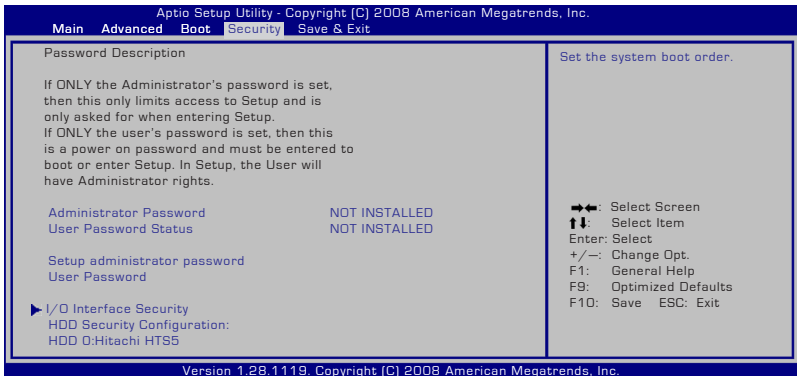 Aptio Setup Utility - Copyright (C) 2008 American Megatrends, Inc.
Main Advanced Boot Security Save & Exit
Password Description
If ONLY the Administrator's password is set,
then this only limits access to Setup and is
only asked for when entering Setup.
If ONLY the user's password is set, then this
is a power on password and must be entered to
boot or enter Setup. In Setup, the User will
have Administrator rights.
Administrator Password NOT INSTALLED
User Password Status NOT INSTALLED
Setup administrator password
User Password
I/O Interface Security
HDD Security Configuration:
HDD 0:Hitachi HTS5
Set the system boot order.
→←: Select Screen
↑↓: Select Item
Enter: Select
+/—: Change Opt.
F1: General Help
F9: Optimized Defaults
F10: Save ESC: Exit
Version 1.28.1119. Copyright (C) 2008 American Megatrends, Inc.